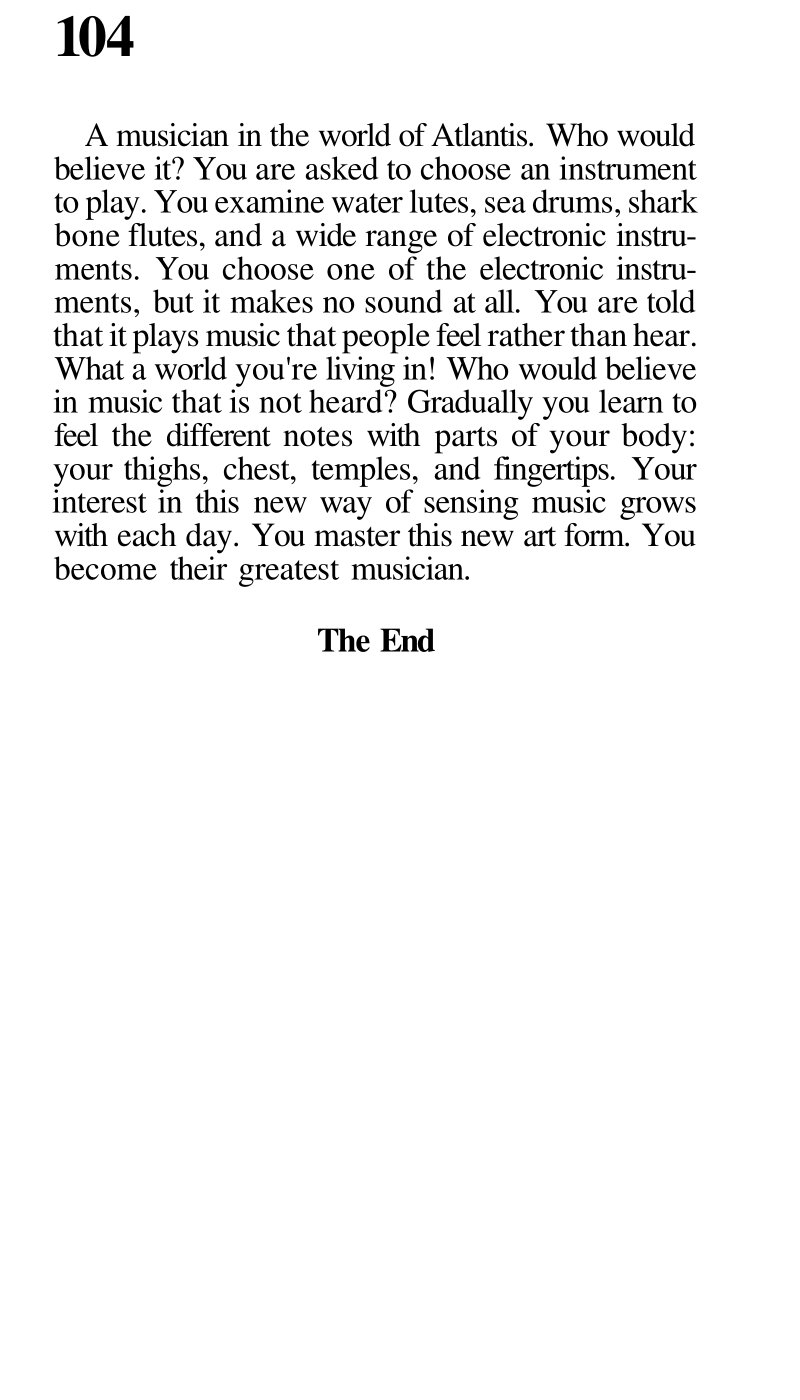 104
A musician in the world of Atlantis. Who would
believe it? You are asked to choose an instrument
to play. You examine water lutes, sea drums, shark
bone flutes, and a wide range of electronic instru-
ments. You choose one of the electronic instru-
ments, but it makes no sound at all. You are told
that it plays music that people feel rather than hear.
What a world you're living in! Who would believe
in music that is not heard? Gradually you learn to
feel the different notes with parts of your body:
your thighs, chest, temples, and fingertips. Your
interest in this new way of sensing music grows
with each day. You master this new art form. You
become their greatest musician.
The End